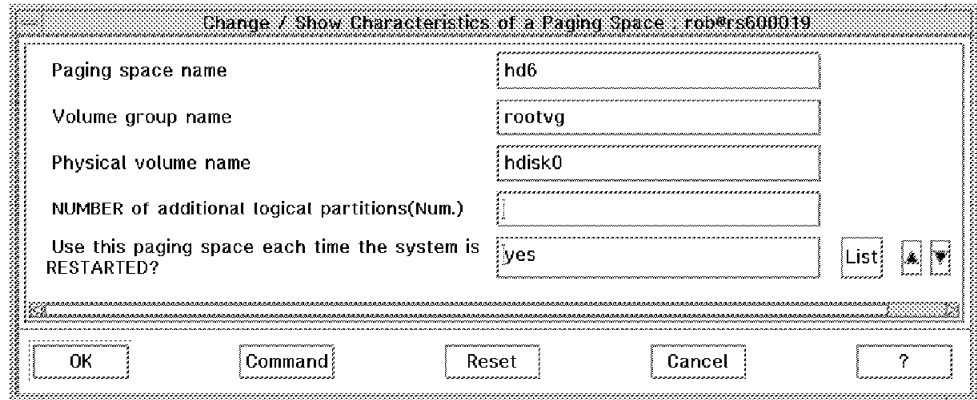 Change / Show Characteristics of a Paging Space : rob@rs600019
Paging space name hd6
Volume group name rootvg
Physical volume name hdisk0
NUMBER of additional logical partitions(Num.)
Use this paging space each time the system is yes List
RESTARTED?
OK Command Reset Cancel ?